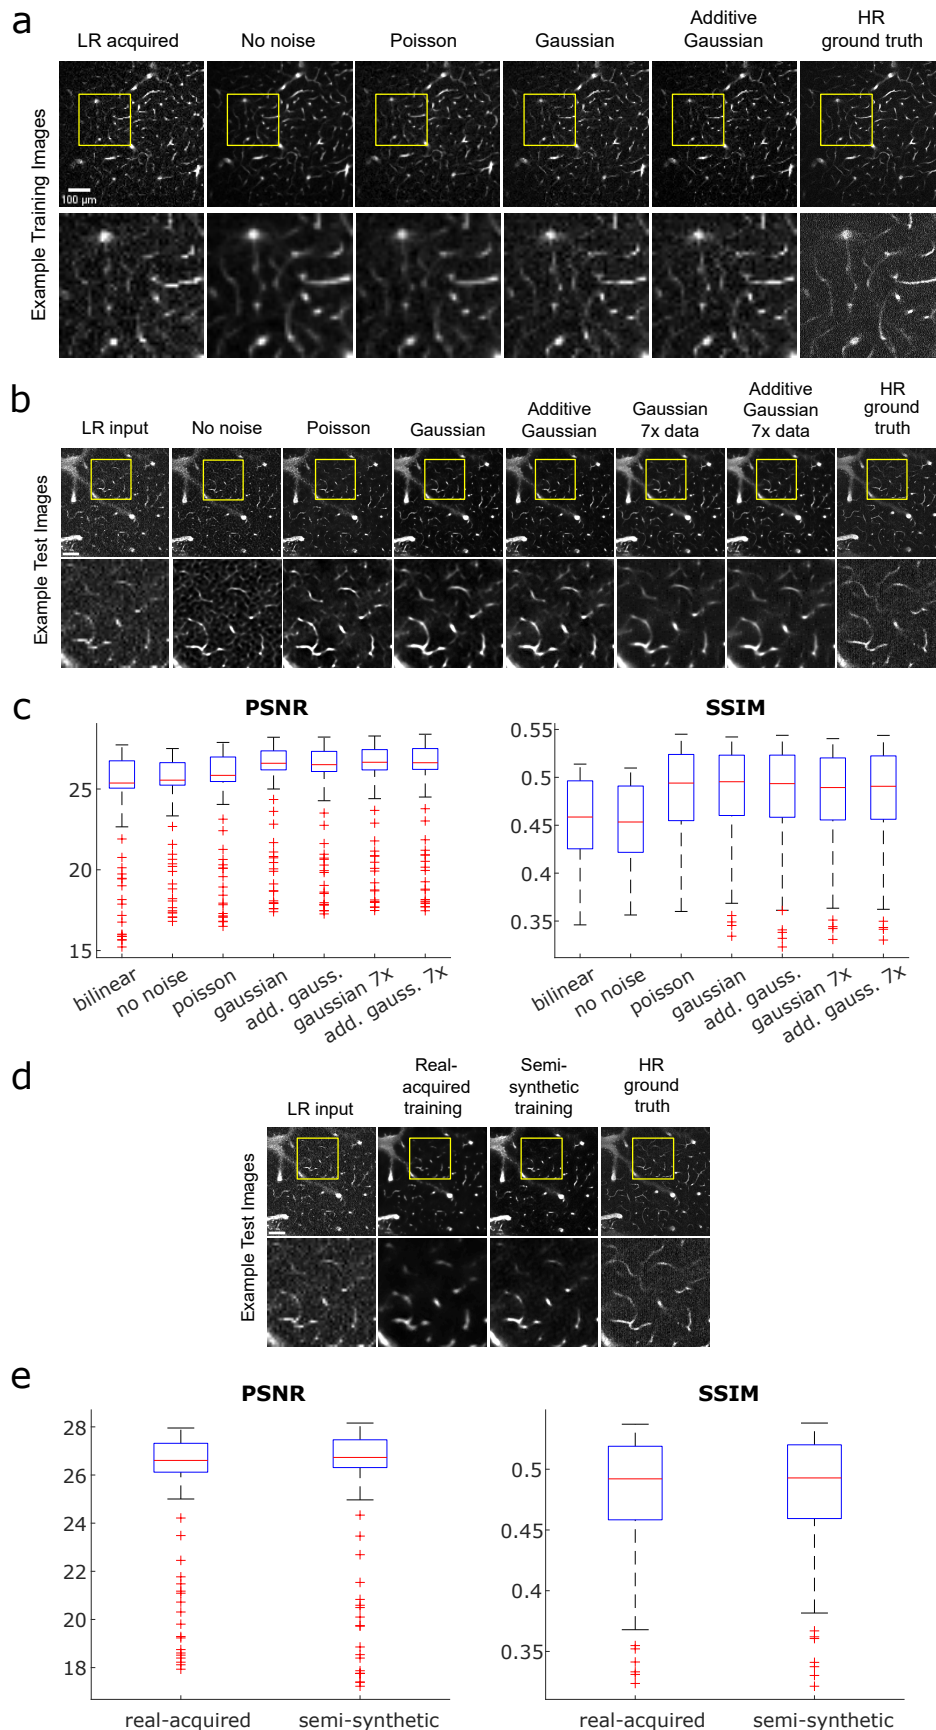 a
LR acquired
No noise
Poisson
Gaussian
Additive
Gaussian
HR
ground truth
Example Training Images
100 µm
b
LR input
No noise
Poisson
Gaussian
Additive
Gaussian
Gaussian
7x data
Additive
Gaussian
7x data
HR
ground
truth
Example Test Images
c
PSNR
25
20
15
bilinear
no noise
poisson
gaussian
add. gauss.
gaussian 7x
add. gauss. 7x
SSIM
0.55
0.5
0.45
0.4
0.35
bilinear
no noise
poisson
gaussian
add. gauss.
gaussian 7x
add. gauss. 7x
d
LR input
Real-
acquired
training
Semi-
synthetic
training
HR
ground
truth
Example Test Images
e
PSNR
28
26
24
22
20
18
real-acquired
semi-synthetic
SSIM
0.5
0.45
0.4
0.35
real-acquired
semi-synthetic